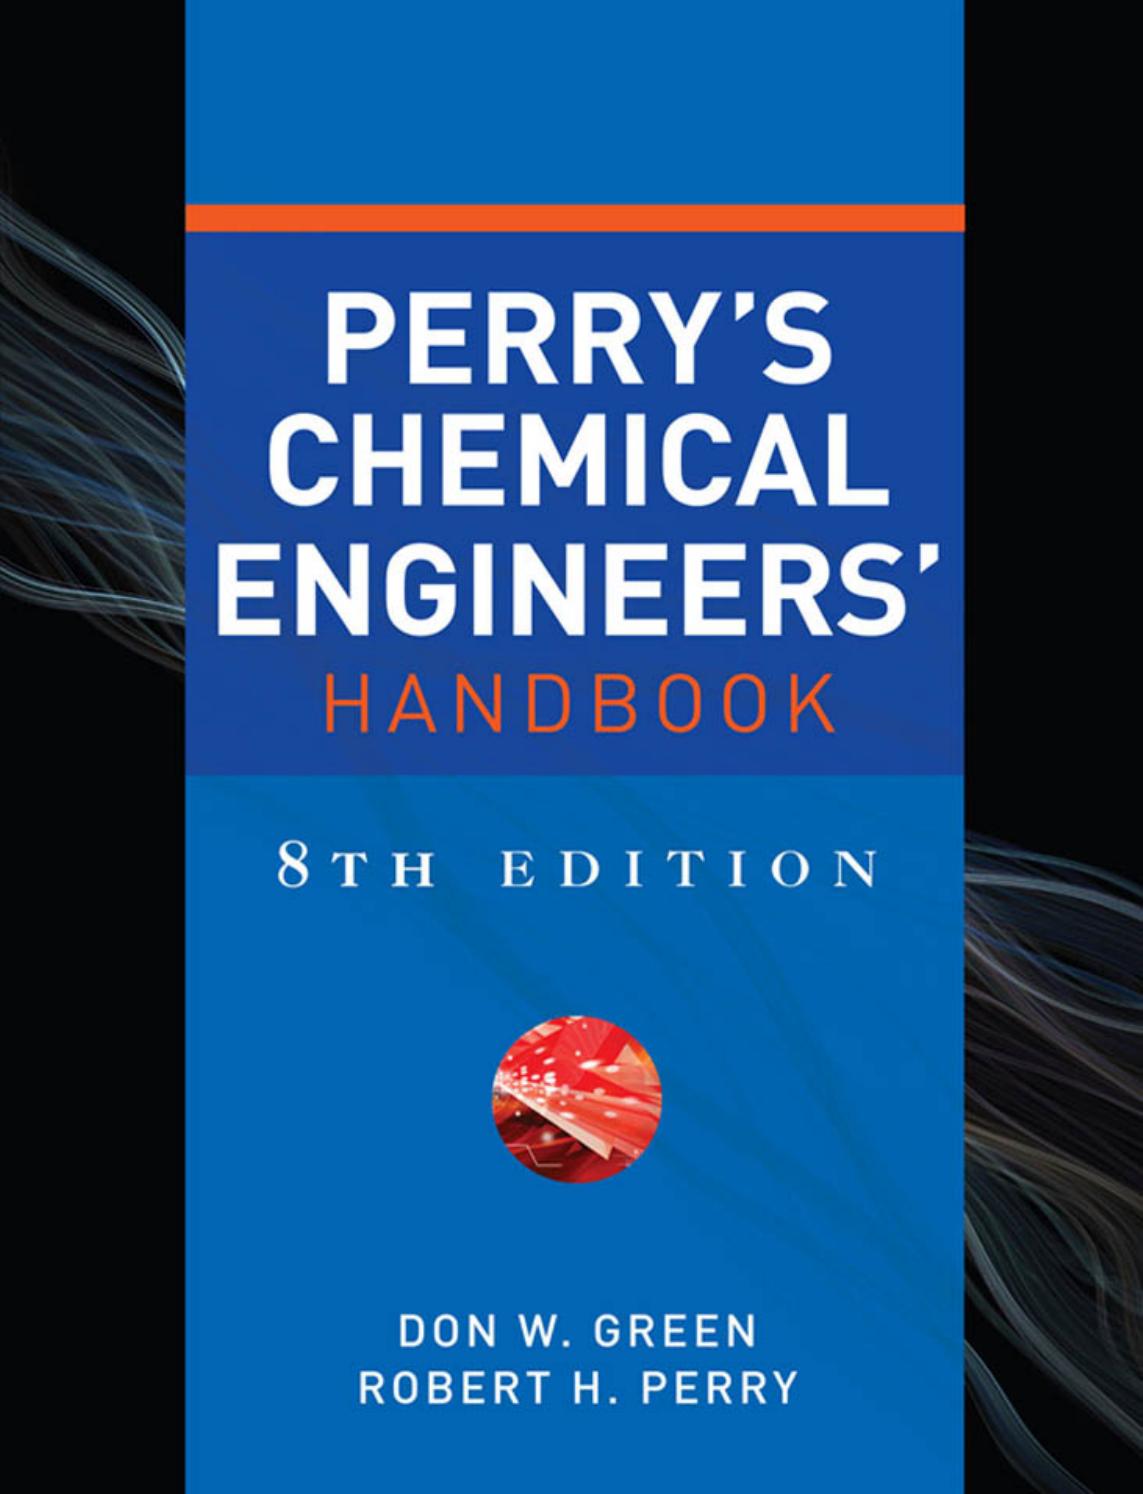 PERRY’S
CHEMICAL
ENGINEERS’
HANDBOOK
8TH EDITION
DON W. GREEN
ROBERT H. PERRY